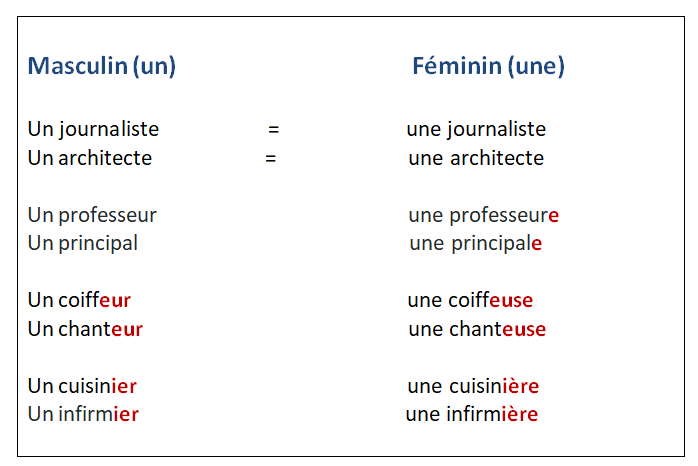 Masculin (un) Féminin (une)
Un journaliste = une journaliste
Un architecte = une architecte
Un professeur une professeure
Un principal une principale
Un coiffeur une coiffeuse
Un chanteur une chanteuse
Un cuisinier une cuisinière
Un infirmier une infirmière